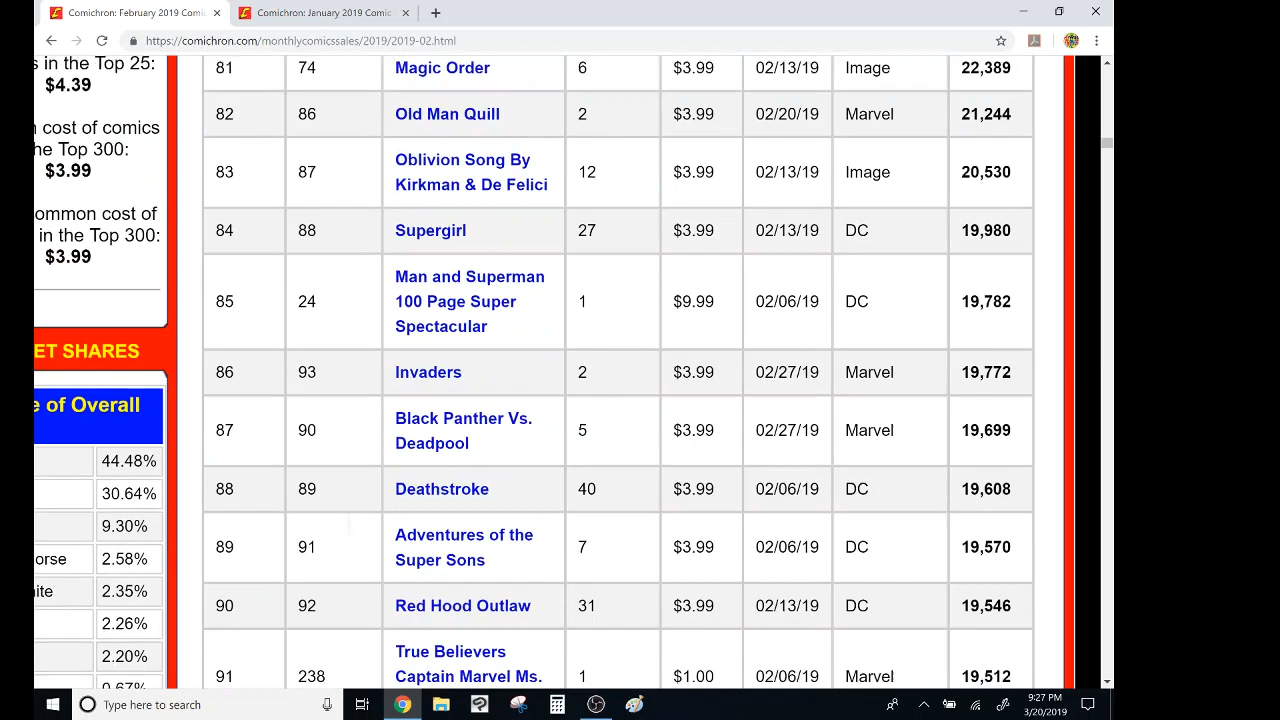 Comichron: February 2019 Comic
Comichron: January 2019 Comic
https://comichron.com/monthlycomicssales/2019/2019-02.html
s in the Top 25:
$4.39
cost of comics
he Top 300:
$3.99
ommon cost of
in the Top 300:
$3.99
ET SHARES
e of Overall
44.48%
30.64%
9.30%
orse 2.58%
ite 2.35%
2.26%
2.20%
0.67%
81 74 Magic Order 6 $3.99 02/13/19 Image 22,389
82 86 Old Man Quill 2 $3.99 02/20/19 Marvel 21,244
83 87 Oblivion Song By 12 $3.99 02/13/19 Image 20,530
Kirkman & De Felici
84 88 Supergirl 27 $3.99 02/13/19 DC 19,980
Man and Superman
85 24 100 Page Super 1 $9.99 02/06/19 DC 19,782
Spectacular
86 93 Invaders 2 $3.99 02/27/19 Marvel 19,772
87 90 Black Panther Vs. 5 $3.99 02/27/19 Marvel 19,699
Deadpool
88 89 Deathstroke 40 $3.99 02/06/19 DC 19,608
89 91 Adventures of the 7 $3.99 02/06/19 DC 19,570
Super Sons
90 92 Red Hood Outlaw 31 $3.99 02/13/19 DC 19,546
True Believers
91 238 Captain Marvel Ms. 1 $1.00 02/06/19 Marvel 19,512
Type here to search
9:27 PM
3/20/2019